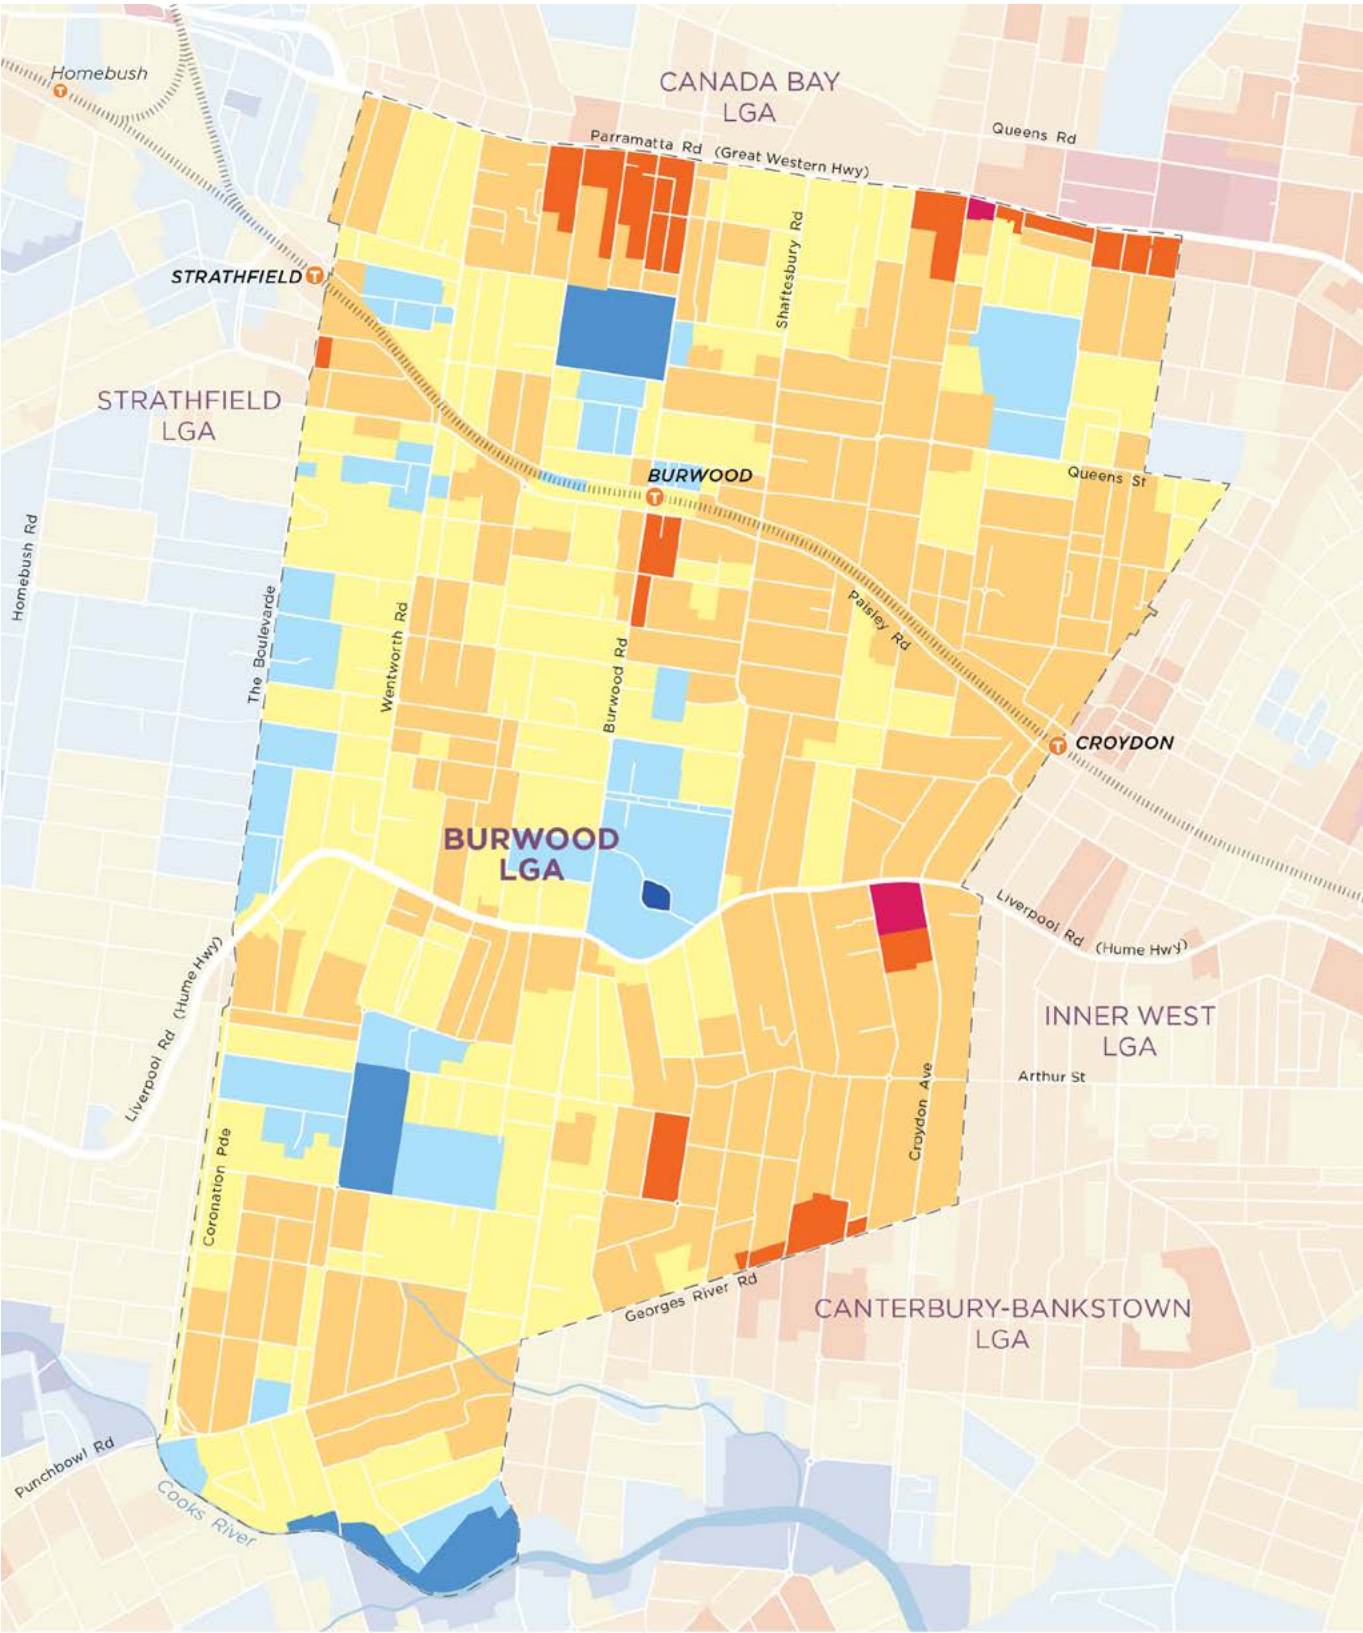 Homebush
CANADA BAY
LGA
Queens Rd
Parramatta Rd (Great Western Hwy)
Shaftesbury Rd
STRATHFIELD T
STRATHFIELD
LGA
BURWOOD
T
Queens St
Homebush Rd
The Boulevarde
Wentworth Rd
Burwood Rd
Paisley Rd
T CROYDON
BURWOOD
LGA
Liverpool Rd (Hume Hwy)
Liverpool Rd (Hume Hwy)
INNER WEST
LGA
Arthur St
Croydon Ave
Coronation Pde
Georges River Rd
CANTERBURY-BANKSTOWN
LGA
Punchbowl Rd
Cooks River